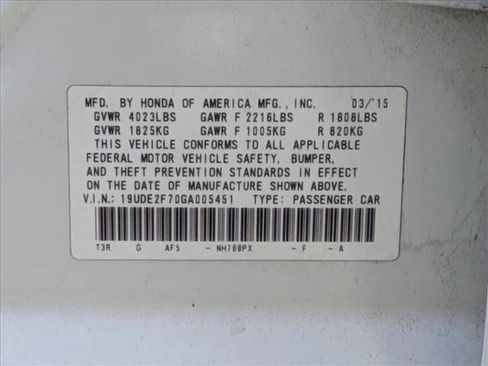 MFD. BY HONDA OF AMERICA MFG., INC. 03/'15
GVWR 4023LBS GAWR F 2216LBS R 1808LBS
GVWR 1825KG GAWR F 1005KG R 820KG
THIS VEHICLE CONFORMS TO ALL APPLICABLE
FEDERAL MOTOR VEHICLE SAFETY, BUMPER,
AND THEFT PREVENTION STANDARDS IN EFFECT
ON THE DATE OF MANUFACTURE SHOWN ABOVE.
V.I.N.: 19UDE2F70GA005451 TYPE: PASSENGER CAR
T3R G AF5 - NH788PX - F - A